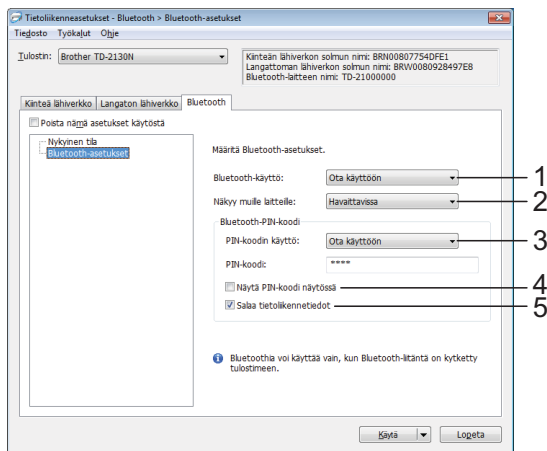 Tietoliikenneasetukset - Bluetooth > Bluetooth-asetukset
Tiedosto Työkalut Ohje
Tulostin: Brother TD-2130N
Kiinteän lähiverkon solmun nimi: BRN00807754DFE1
Langattoman lähiverkon solmun nimi: BRW0080928497E8
Bluetooth-laitteen nimi: TD-21000000
Kiinteä lähiverkko Langaton lähiverkko Bluetooth
Poista nämä asetukset käytöstä
Nykyinen tila
Bluetooth-asetukset
Määritä Bluetooth-asetukset.
Bluetooth-käyttö: Ota käyttöön 1
Näkyy muille laitteille: Havaittavissa 2
Bluetooth-PIN-koodi
PIN-koodin käyttö: Ota käyttöön 3
PIN-koodi: ****
Näytä PIN-koodi näytössä 4
Salaa tietoliikennetiedot 5
Bluetoothia voi käyttää vain, kun Bluetooth-liitäntä on kytketty
tulostimeen.
Käytä Lopeta